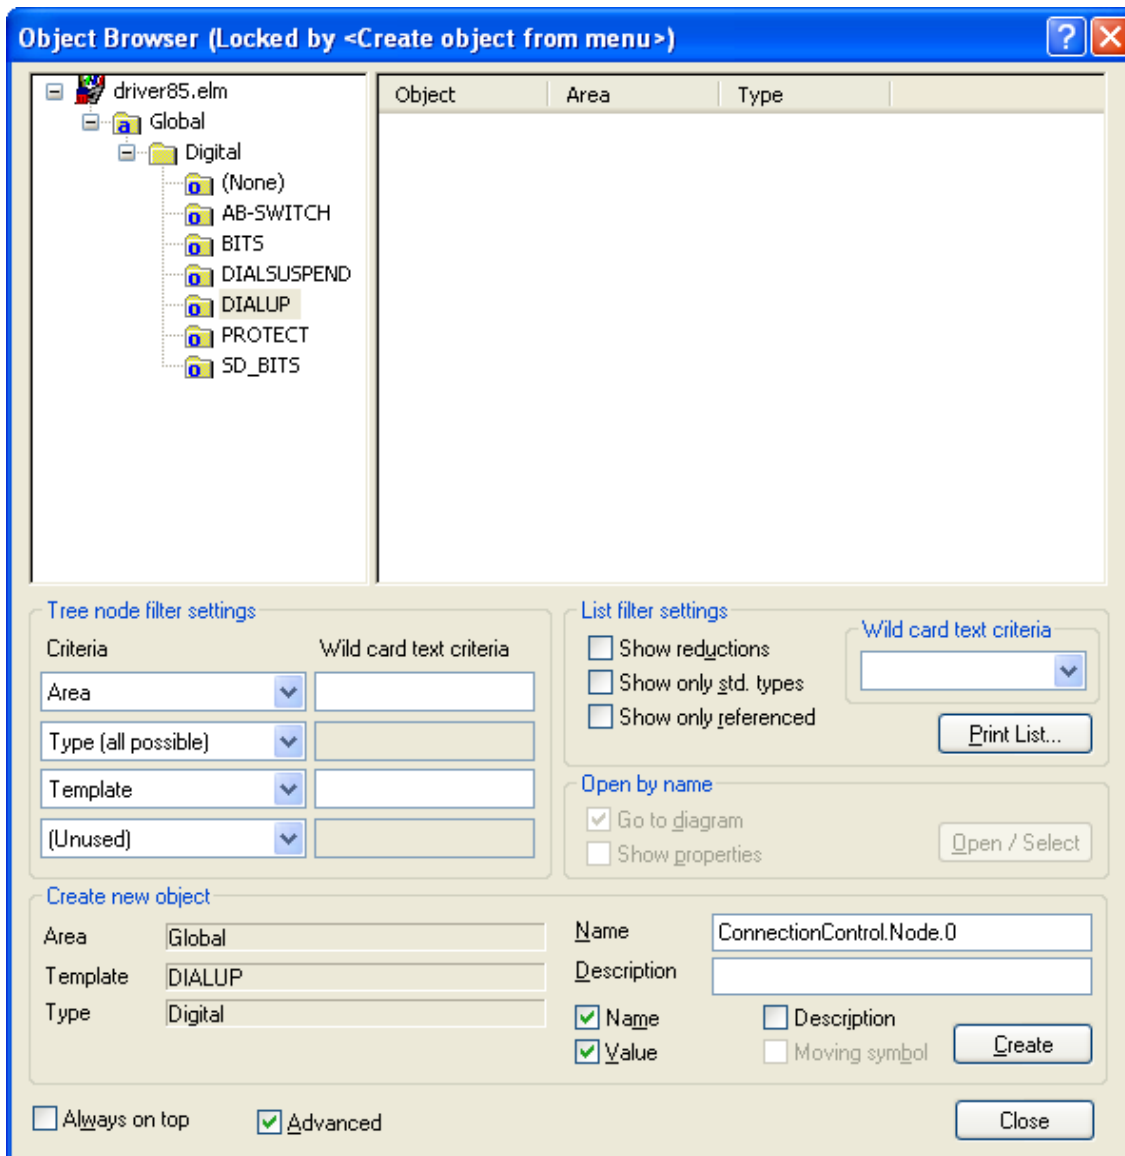 Object Browser (Locked by <Create object from menu>)
driver85.elm
Global
Digital
(None)
AB-SWITCH
BITS
DIALSUSPEND
DIALUP
PROTECT
SD_BITS
Object Area Type
Tree node filter settings
Criteria Wild card text criteria
Area
Type (all possible)
Template
(Unused)
List filter settings
Show reductions
Show only std. types
Show only referenced
Wild card text criteria
Print List...
Open by name
Go to diagram
Show properties
Open / Select
Create new object
Area Global
Template DIALUP
Type Digital
Name ConnectionControl.Node.0
Description
Name Description
Value Moving symbol
Create
Always on top Advanced
Close